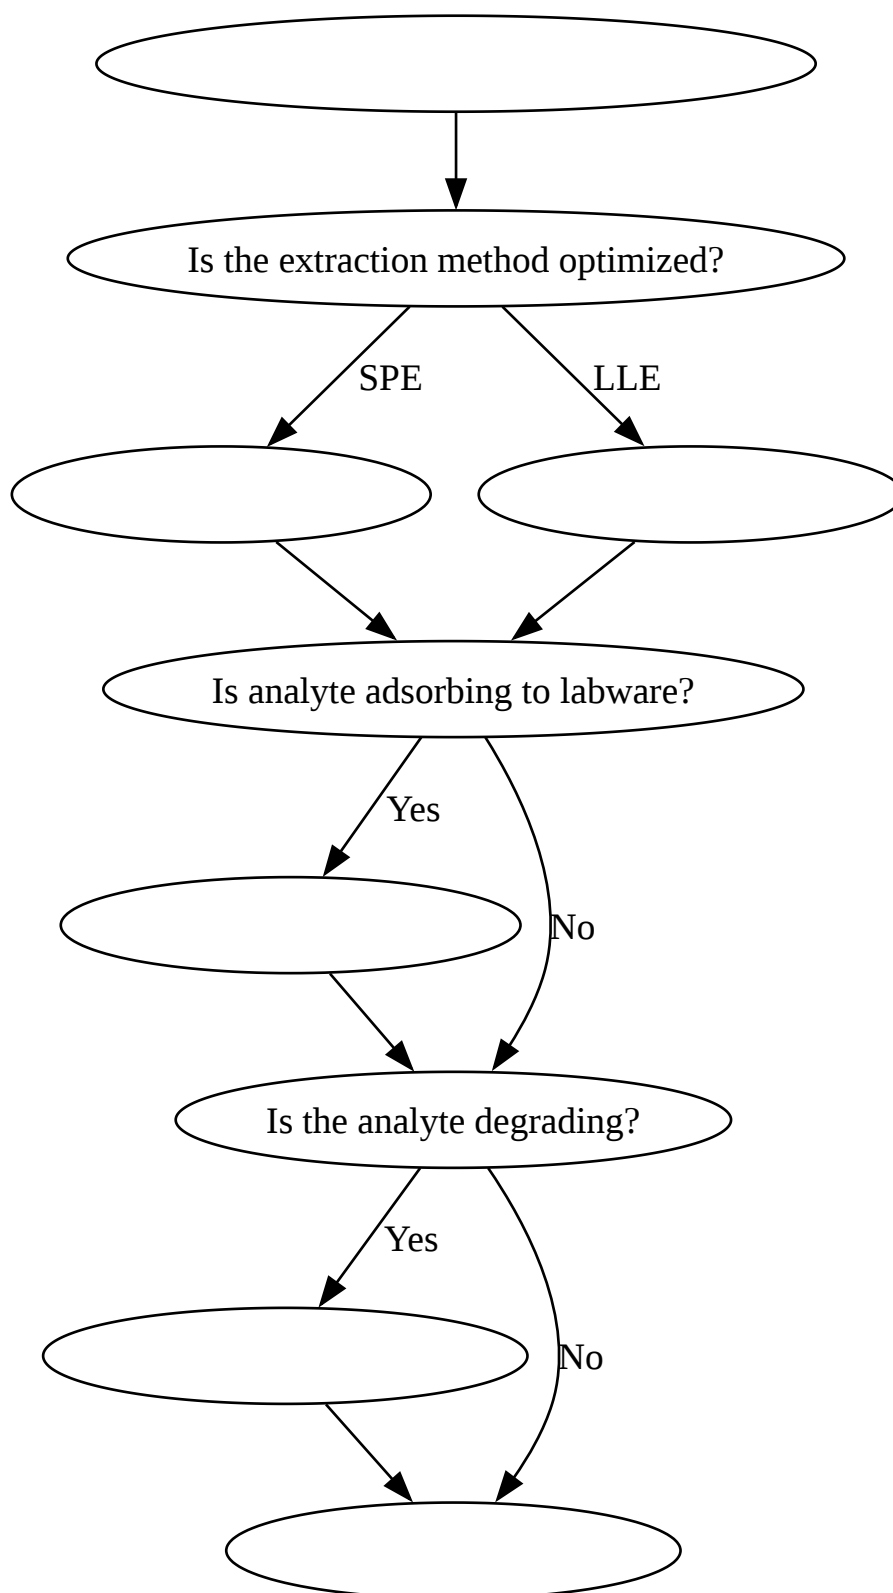 Is the extraction method optimized?
SPE
LLE
Is analyte adsorbing to labware?
Yes
No
Is the analyte degrading?
Yes
No